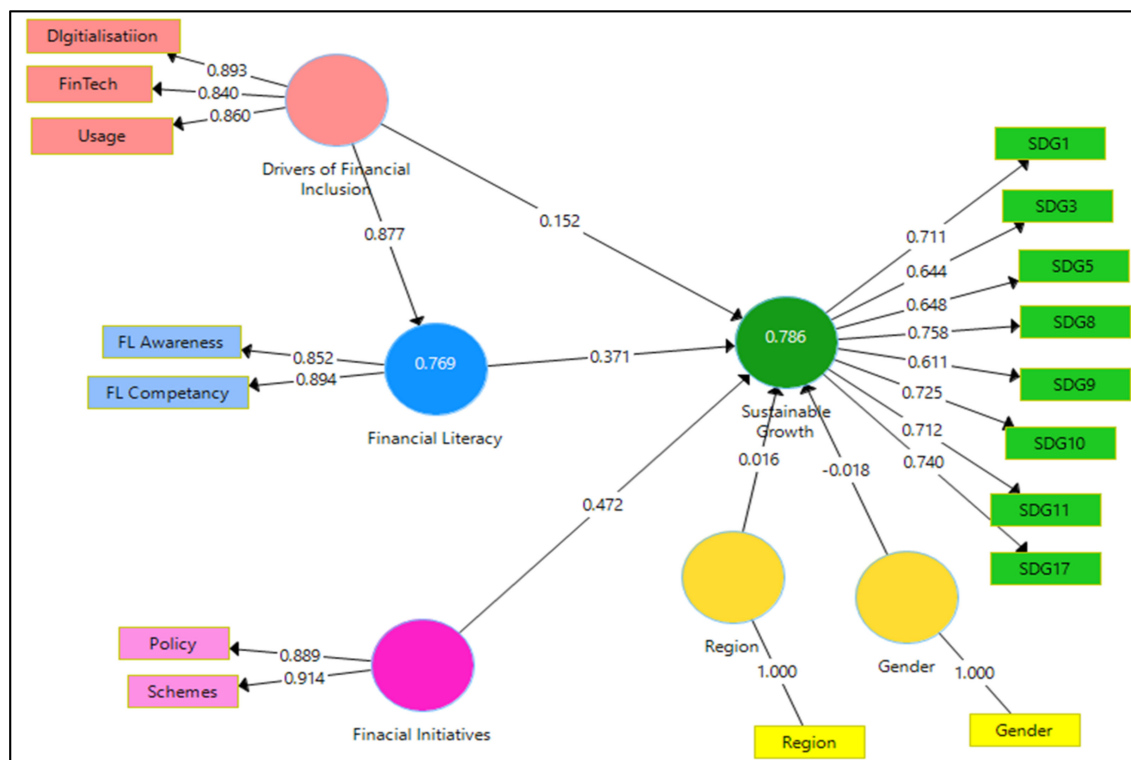 DIgitialisatiion
0.893
FinTech
0.840
0.860
Usage
Drivers of Financial
Inclusion
SDG1
SDG3
0.152
0.711
0.877
0.644
SDG5
0.648
SDG8
0.758
FL Awareness
0.852
0.769
0.371
0.786
0.611
SDG9
FL Competancy
0.894
0.725
Sustainable
Growth
0.712
Financial Literacy
SDG10
0.016
-0.018
0.740
0.472
SDG11
SDG17
Policy
0.889
Region
Gender
Schemes
0.914
1.000
1.000
Finacial Initiatives
Region
Gender